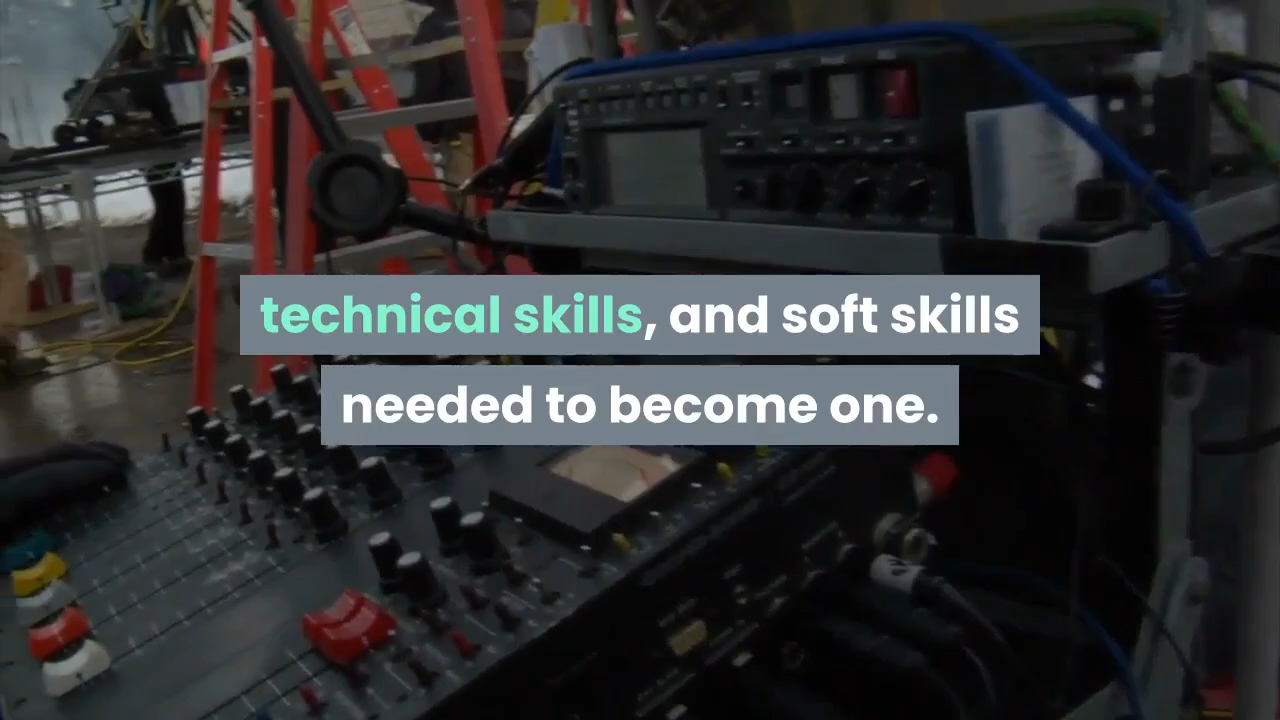 technical skills, and soft skills
needed to become one.